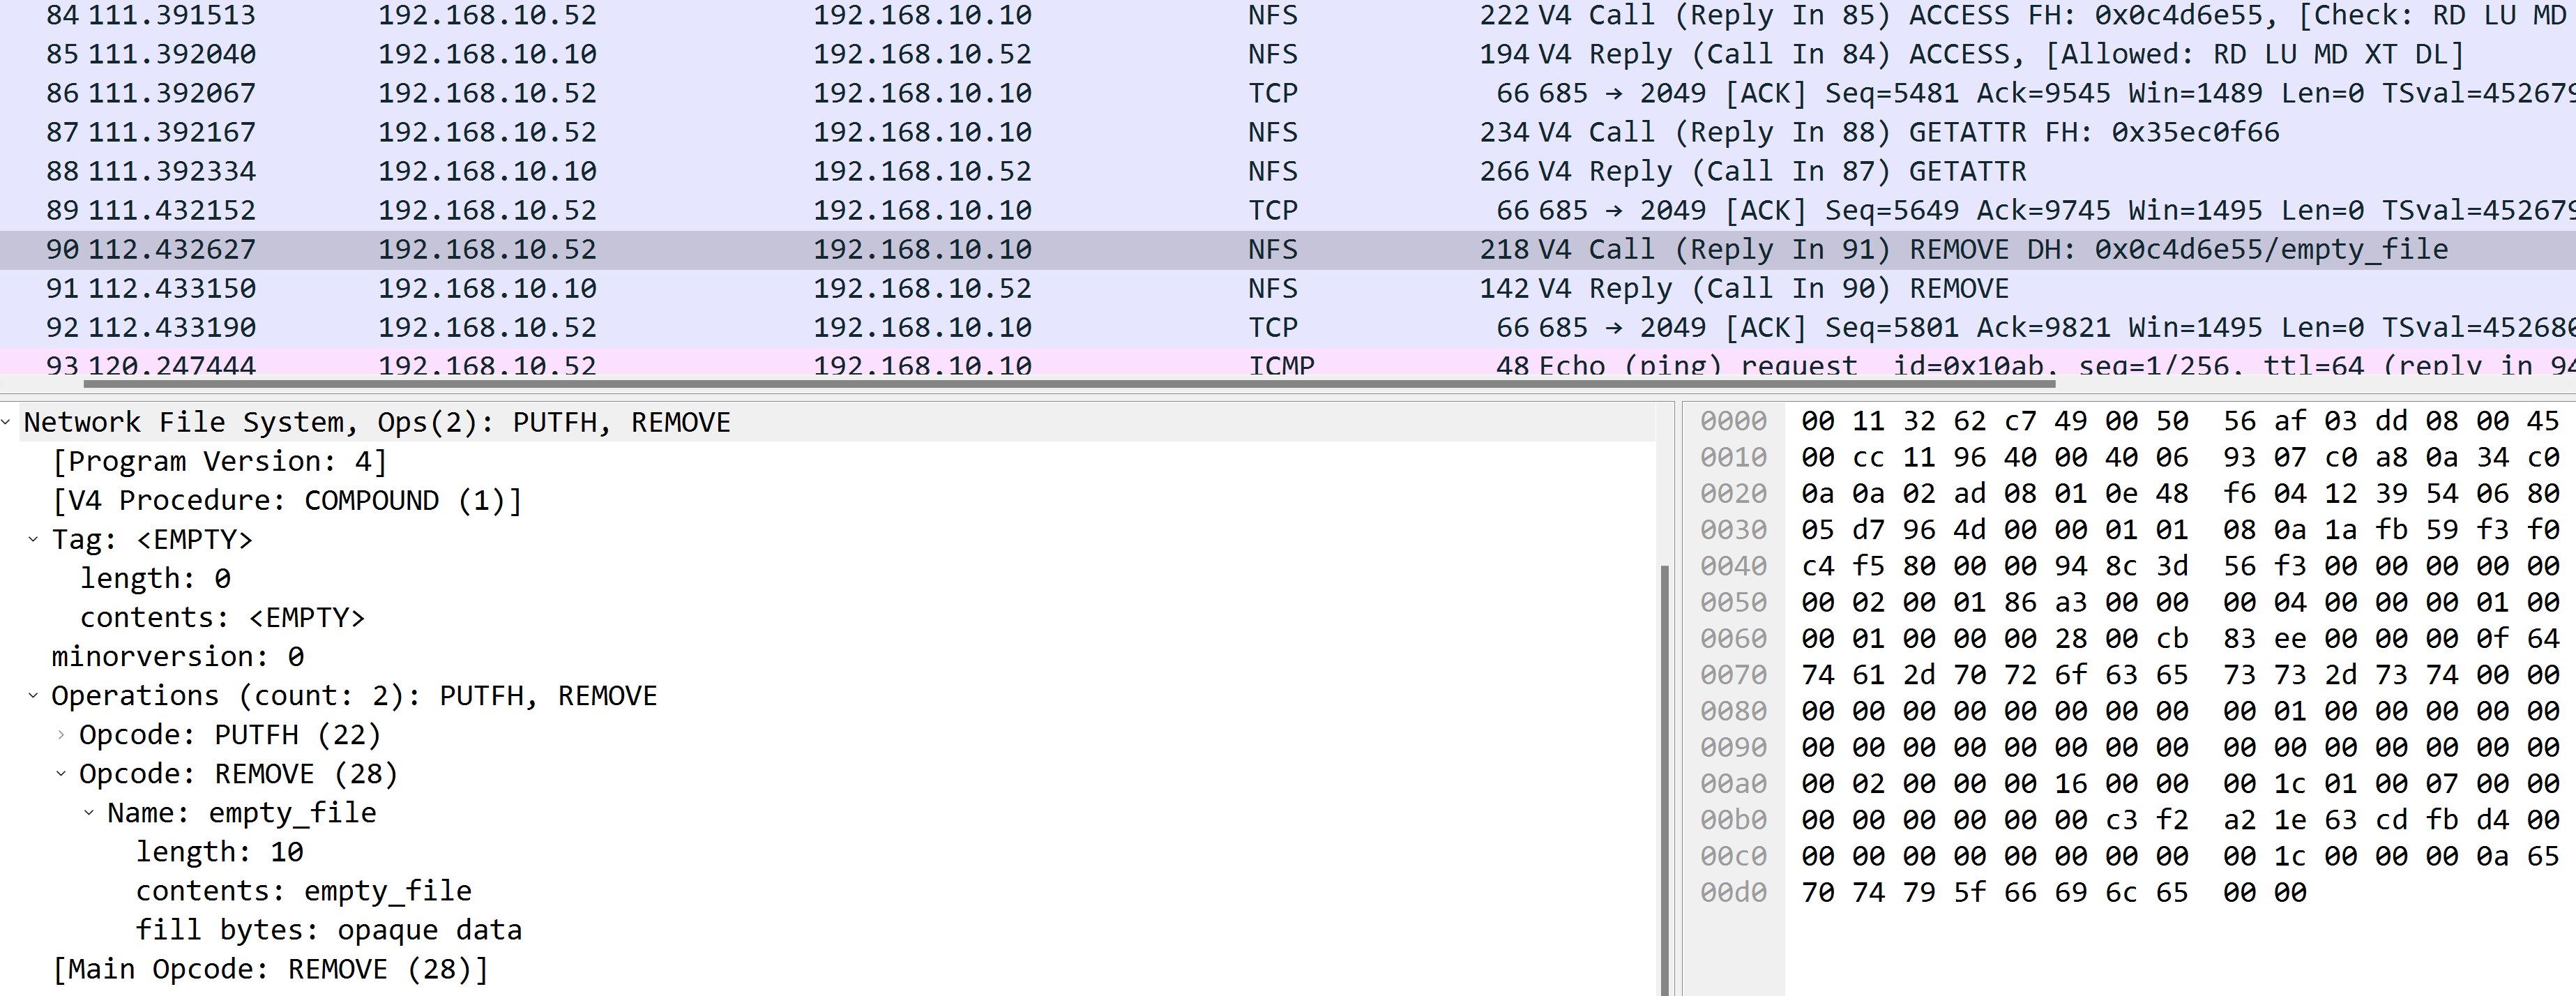 84 111.391513 192.168.10.52 192.168.10.10 NFS 222 V4 Call (Reply In 85) ACCESS FH: 0x0c4d6e55, [Check: RD LU MD
85 111.392040 192.168.10.10 192.168.10.52 NFS 194 V4 Reply (Call In 84) ACCESS, [Allowed: RD LU MD XT DL]
86 111.392067 192.168.10.52 192.168.10.10 TCP 66 685 → 2049 [ACK] Seq=5481 Ack=9545 Win=1489 Len=0 TSval=452679
87 111.392167 192.168.10.52 192.168.10.10 NFS 234 V4 Call (Reply In 88) GETATTR FH: 0x35ec0f66
88 111.392334 192.168.10.10 192.168.10.52 NFS 266 V4 Reply (Call In 87) GETATTR
89 111.432152 192.168.10.52 192.168.10.10 TCP 66 685 → 2049 [ACK] Seq=5649 Ack=9745 Win=1495 Len=0 TSval=452679
90 112.432627 192.168.10.52 192.168.10.10 NFS 218 V4 Call (Reply In 91) REMOVE DH: 0x0c4d6e55/empty_file
91 112.433150 192.168.10.10 192.168.10.52 NFS 142 V4 Reply (Call In 90) REMOVE
92 112.433190 192.168.10.52 192.168.10.10 TCP 66 685 → 2049 [ACK] Seq=5801 Ack=9821 Win=1495 Len=0 TSval=452680
93 120.247444 192.168.10.52 192.168.10.10 ICMP 48 Echo (ping) request id=0x10ab, seq=1/256, ttl=64 (reply in 94
Network File System, Ops(2): PUTFH, REMOVE
[Program Version: 4]
[V4 Procedure: COMPOUND (1)]
Tag: <EMPTY>
length: 0
contents: <EMPTY>
minorversion: 0
Operations (count: 2): PUTFH, REMOVE
Opcode: PUTFH (22)
Opcode: REMOVE (28)
Name: empty_file
length: 10
contents: empty_file
fill bytes: opaque data
[Main Opcode: REMOVE (28)]
0000 00 11 32 62 c7 49 00 50 56 af 03 dd 08 00 45
0010 00 cc 11 96 40 00 40 06 93 07 c0 a8 0a 34 c0
0020 0a 0a 02 ad 08 01 0e 48 f6 04 12 39 54 06 80
0030 05 d7 96 4d 00 00 01 01 08 0a 1a fb 59 f3 f0
0040 c4 f5 80 00 00 94 8c 3d 56 f3 00 00 00 00 00
0050 00 02 00 01 86 a3 00 00 00 04 00 00 00 01 00
0060 00 01 00 00 00 28 00 cb 83 ee 00 00 00 0f 64
0070 74 61 2d 70 72 6f 63 65 73 73 2d 73 74 00 00
0080 00 00 00 00 00 00 00 00 00 01 00 00 00 00 00
0090 00 00 00 00 00 00 00 00 00 00 00 00 00 00 00
00a0 00 02 00 00 00 16 00 00 00 1c 01 00 07 00 00
00b0 00 00 00 00 00 00 c3 f2 a2 1e 63 cd fb d4 00
00c0 00 00 00 00 00 00 00 00 00 1c 00 00 00 0a 65
00d0 70 74 79 5f 66 69 6c 65 00 00